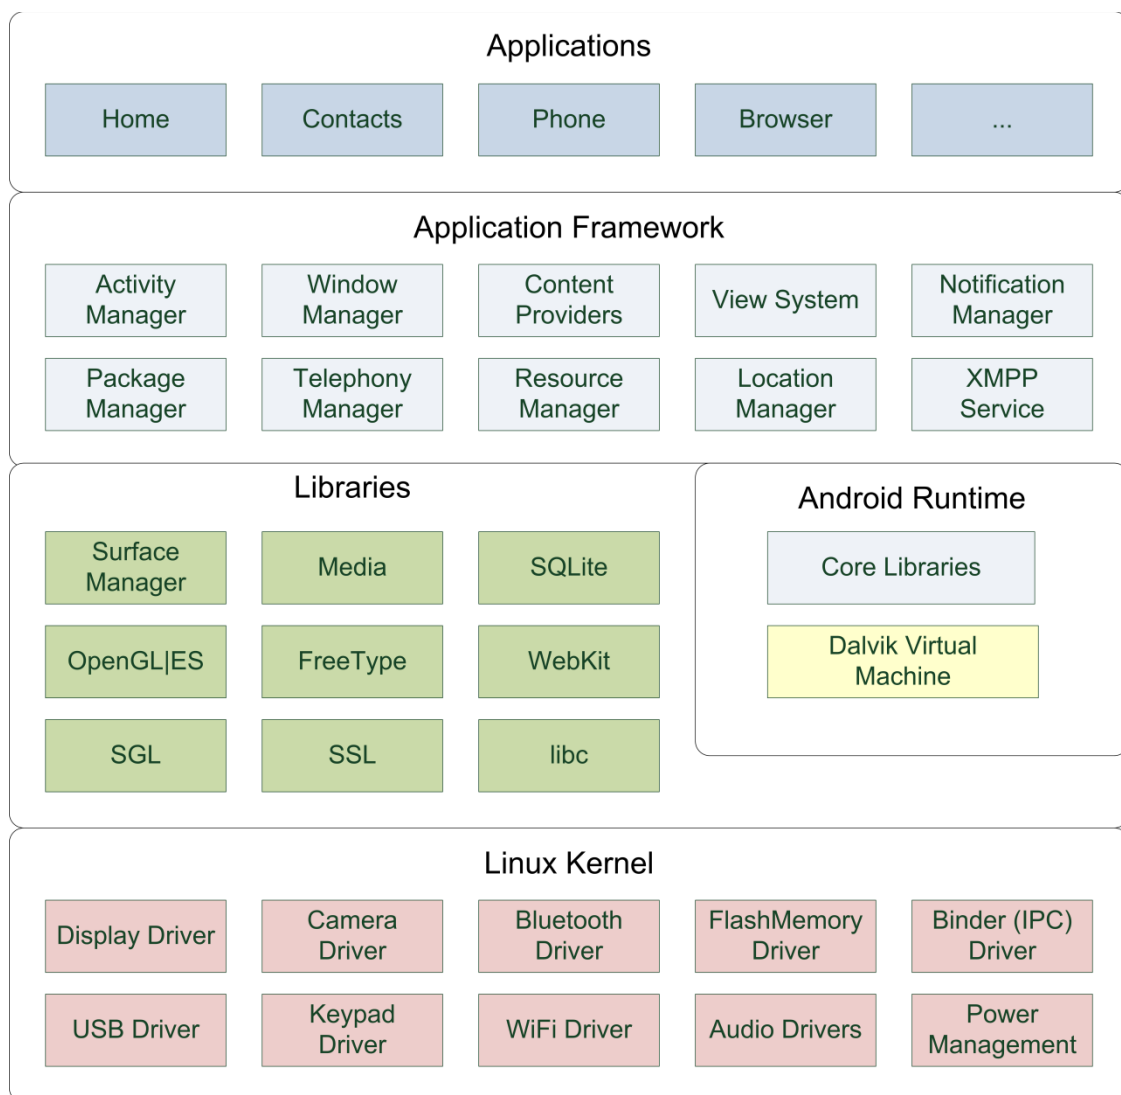 Applications
Home
Contacts
Phone
Browser
...
Application Framework
Activity
Manager
Window
Manager
Content
Providers
View System
Notification
Manager
Package
Manager
Telephony
Manager
Resource
Manager
Location
Manager
XMPP
Service
Libraries
Surface
Manager
Media
SQLite
OpenGL|ES
FreeType
WebKit
SGL
SSL
libc
Android Runtime
Core Libraries
Dalvik Virtual
Machine
Linux Kernel
Display Driver
Camera
Driver
Bluetooth
Driver
FlashMemory
Driver
Binder (IPC)
Driver
USB Driver
Keypad
Driver
WiFi Driver
Audio Drivers
Power
Management